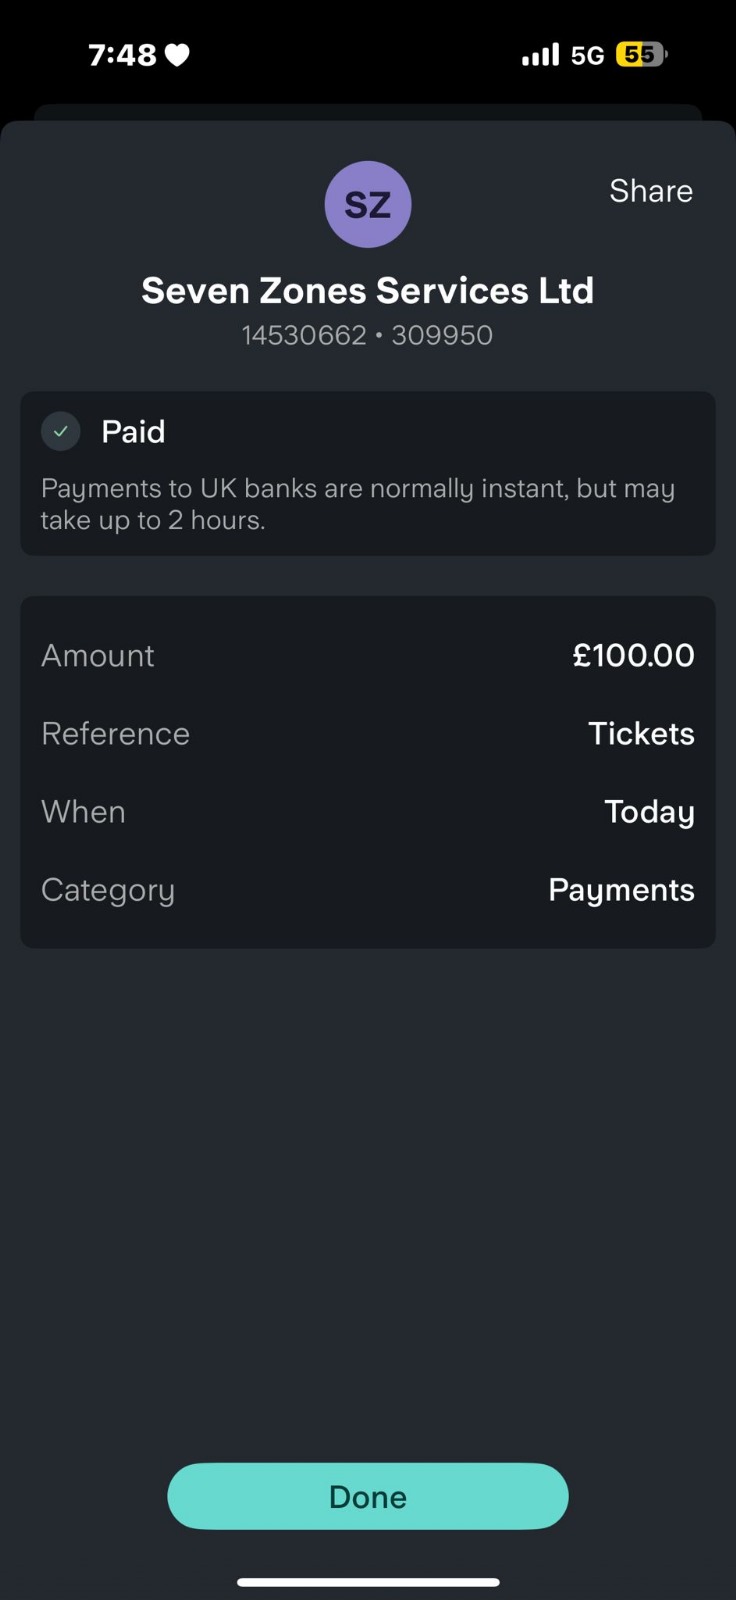 7:48 5G 55
Share
SZ
Seven Zones Services Ltd
14530662 • 309950
Paid
Payments to UK banks are normally instant, but may
take up to 2 hours.
Amount £100.00
Reference Tickets
When Today
Category Payments
Done